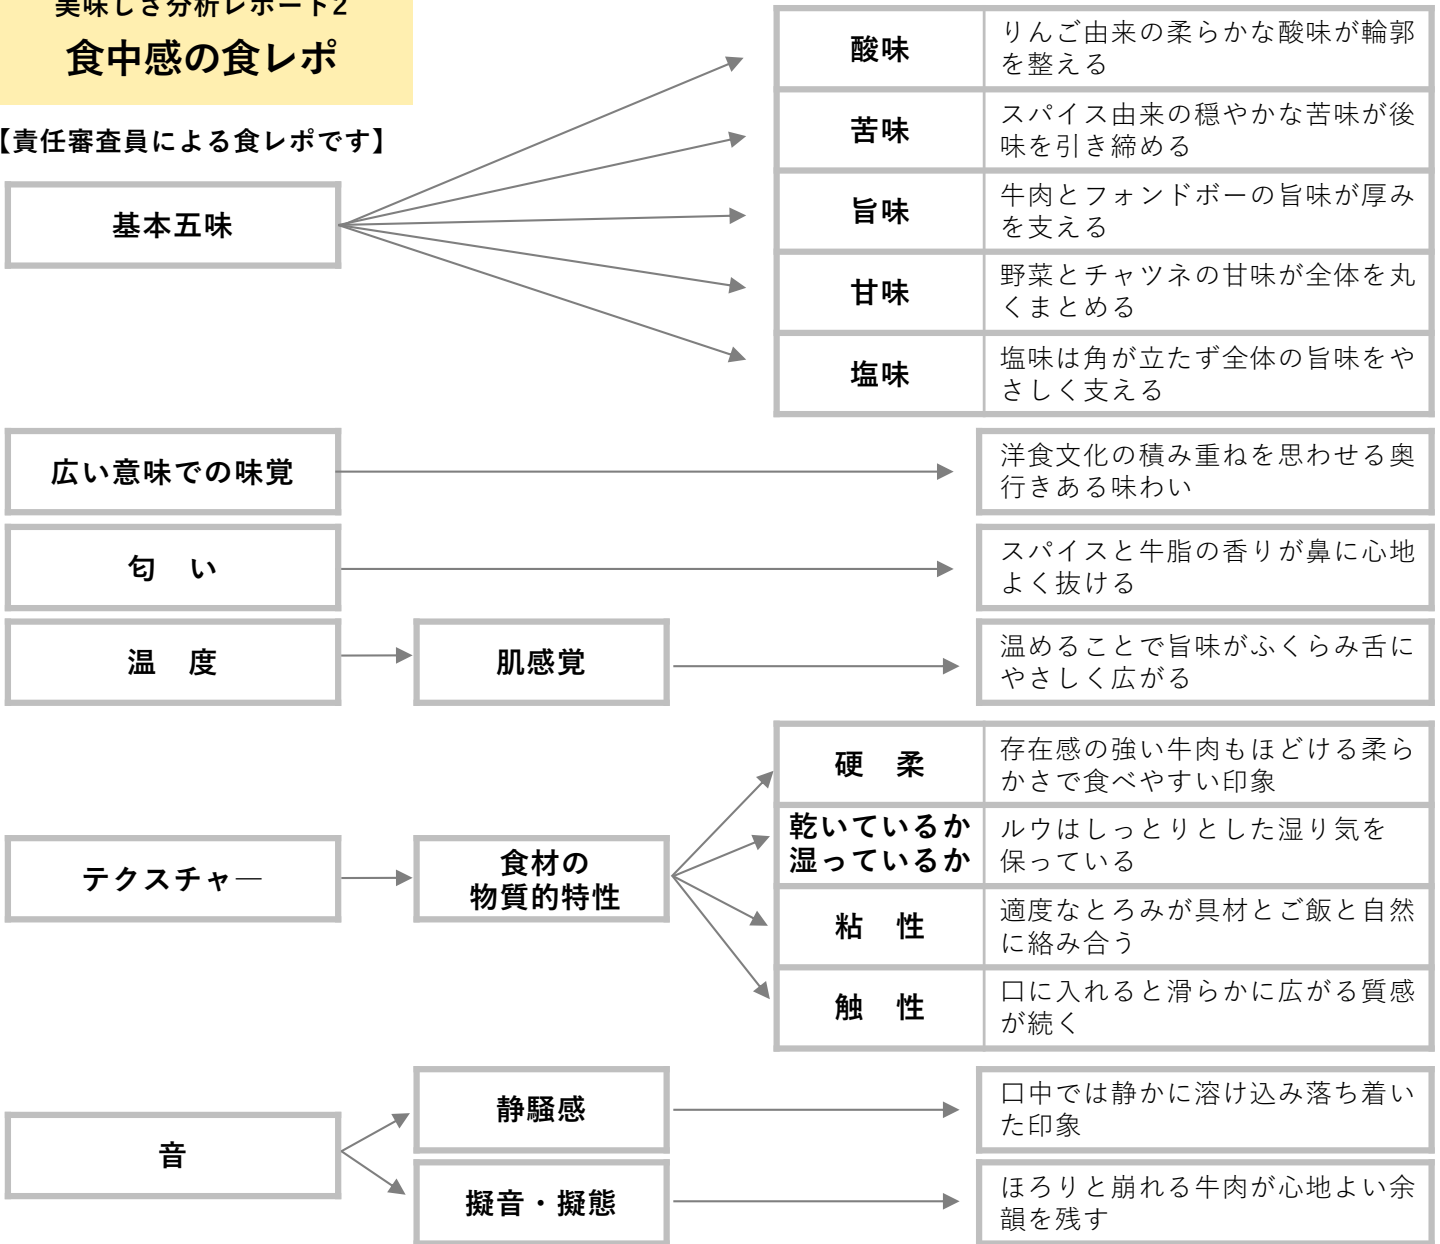 美味しさ分析レポート2
食中感の食レポ
【責任審査員による食レポです】
基本五味
酸味
りんご由来の柔らかな酸味が輪郭
を整える
苦味
スパイス由来の穏やかな苦味が後
味を引き締める
旨味
牛肉とフォンドボーの旨味が厚み
を支える
甘味
野菜とチャツネの甘味が全体を丸
くまとめる
塩味
塩味は角が立たず全体の旨味をや
さしく支える
広い意味での味覚
洋食文化の積み重ねを思わせる奥
行きある味わい
匂　い
スパイスと牛脂の香りが鼻に心地
よく抜ける
温　度
肌感覚
温めることで旨味がふくらみ舌に
やさしく広がる
テクスチャ―
食材の
物質的特性
硬　柔
存在感の強い牛肉もほどける柔ら
かさで食べやすい印象
乾いているか
湿っているか
ルウはしっとりとした湿り気を
保っている
粘　性
適度なとろみが具材とご飯と自然
に絡み合う
触　性
口に入れると滑らかに広がる質感
が続く
音
静騒感
口中では静かに溶け込み落ち着い
た印象
擬音・擬態
ほろりと崩れる牛肉が心地よい余
韻を残す